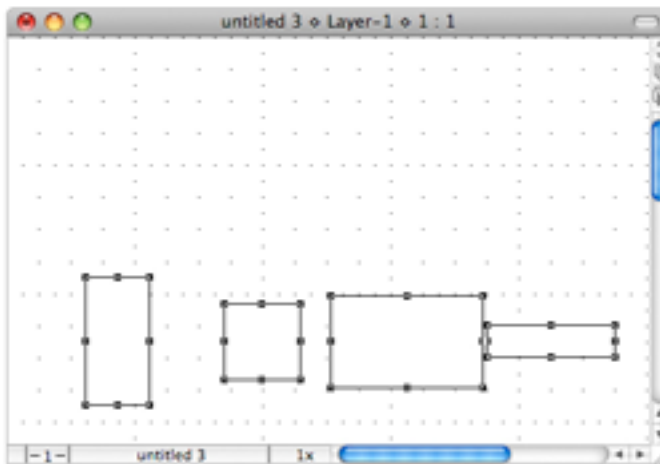 untitled 3 ⋄ Layer-1 ⋄ 1 : 1
-1- untitled 3 1x